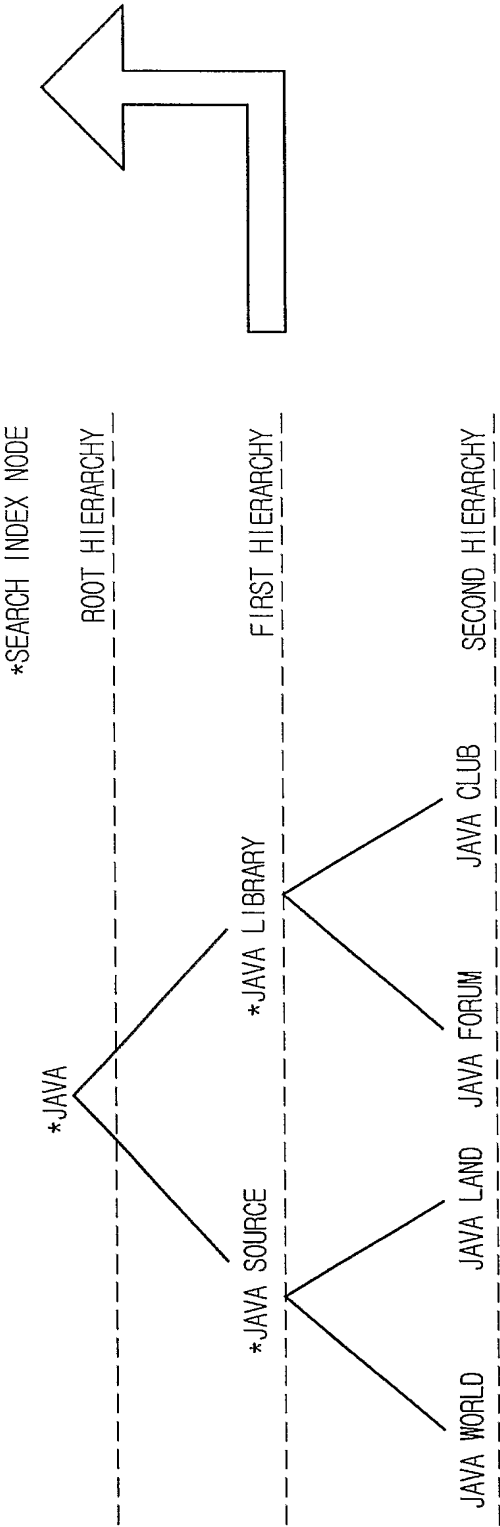 *SEARCH INDEX NODE
*JAVA
ROOT HIERARCHY
*JAVA SOURCE
*JAVA LIBRARY
FIRST HIERARCHY
JAVA WORLD
JAVA LAND
JAVA FORUM
JAVA CLUB
SECOND HIERARCHY